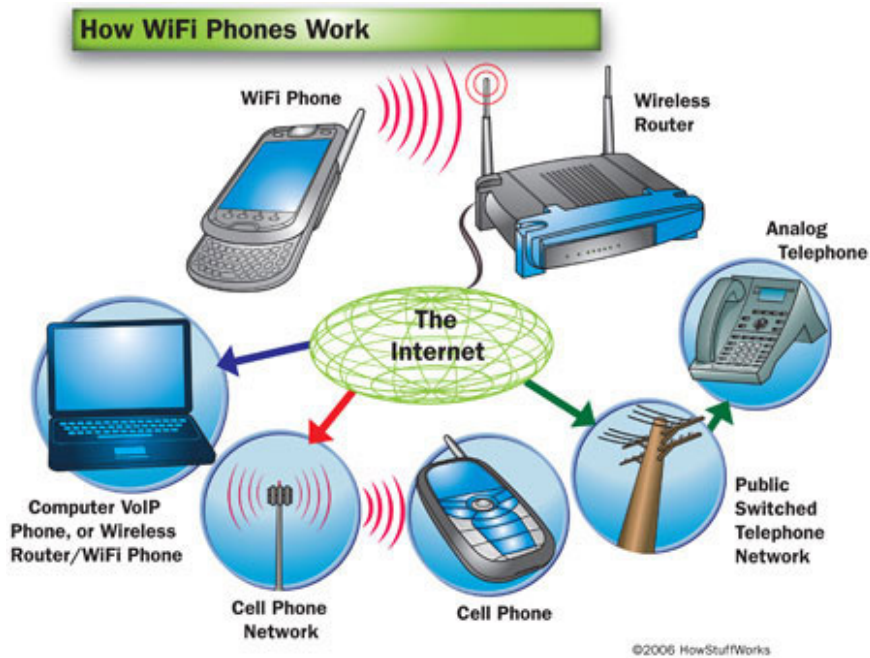 How WiFi Phones Work
WiFi Phone
Wireless
Router
Analog
Telephone
The
Internet
Computer VoIP
Phone, or Wireless
Router/WiFi Phone
Cell Phone
Network
Cell Phone
Public
Switched
Telephone
Network
©2006 HowStuffWorks